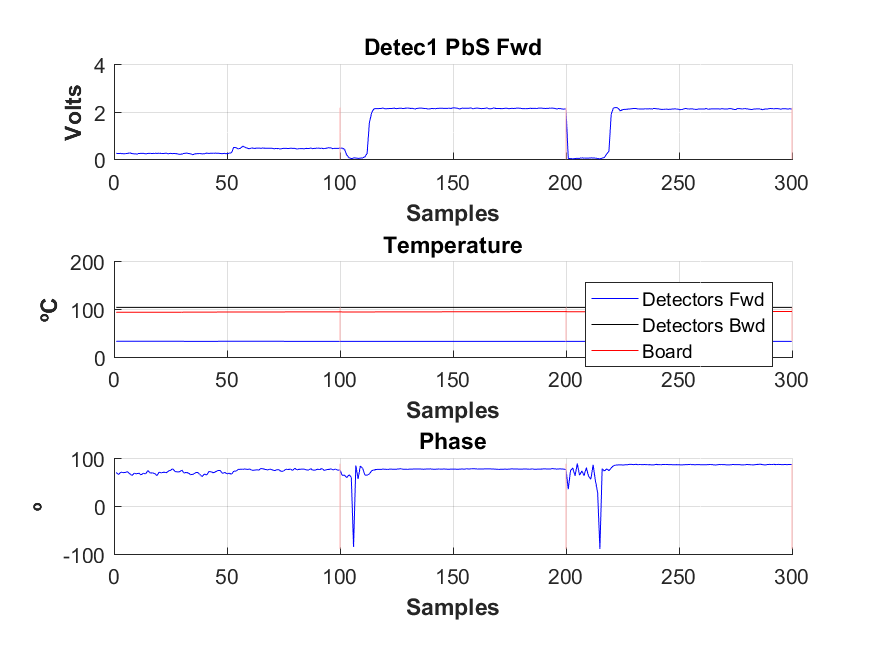 Detec1 PbS Fwd
Volts
4
2
0
0 50 100 150 200 250 300
Samples
Temperature
ºC
200
100
0
Detectors Fwd
Detectors Bwd
Board
0 50 100 150 200 250 300
Samples
Phase
º
100
0
-100
0 50 100 150 200 250 300
Samples